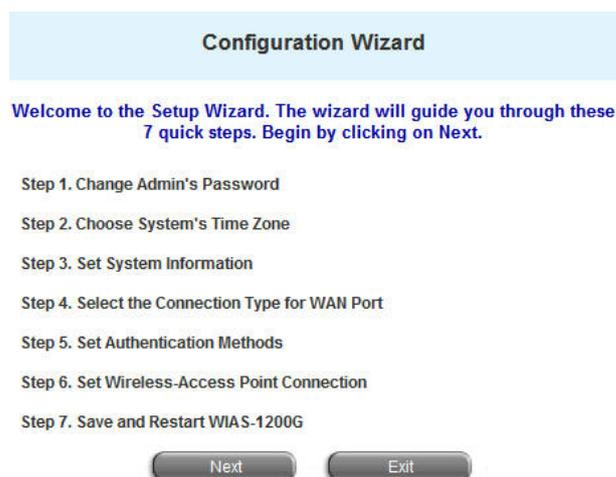 Configuration Wizard
Welcome to the Setup Wizard. The wizard will guide you through these
7 quick steps. Begin by clicking on Next.
Step 1. Change Admin's Password
Step 2. Choose System's Time Zone
Step 3. Set System Information
Step 4. Select the Connection Type for WAN Port
Step 5. Set Authentication Methods
Step 6. Set Wireless-Access Point Connection
Step 7. Save and Restart WIAS-1200G
Next Exit